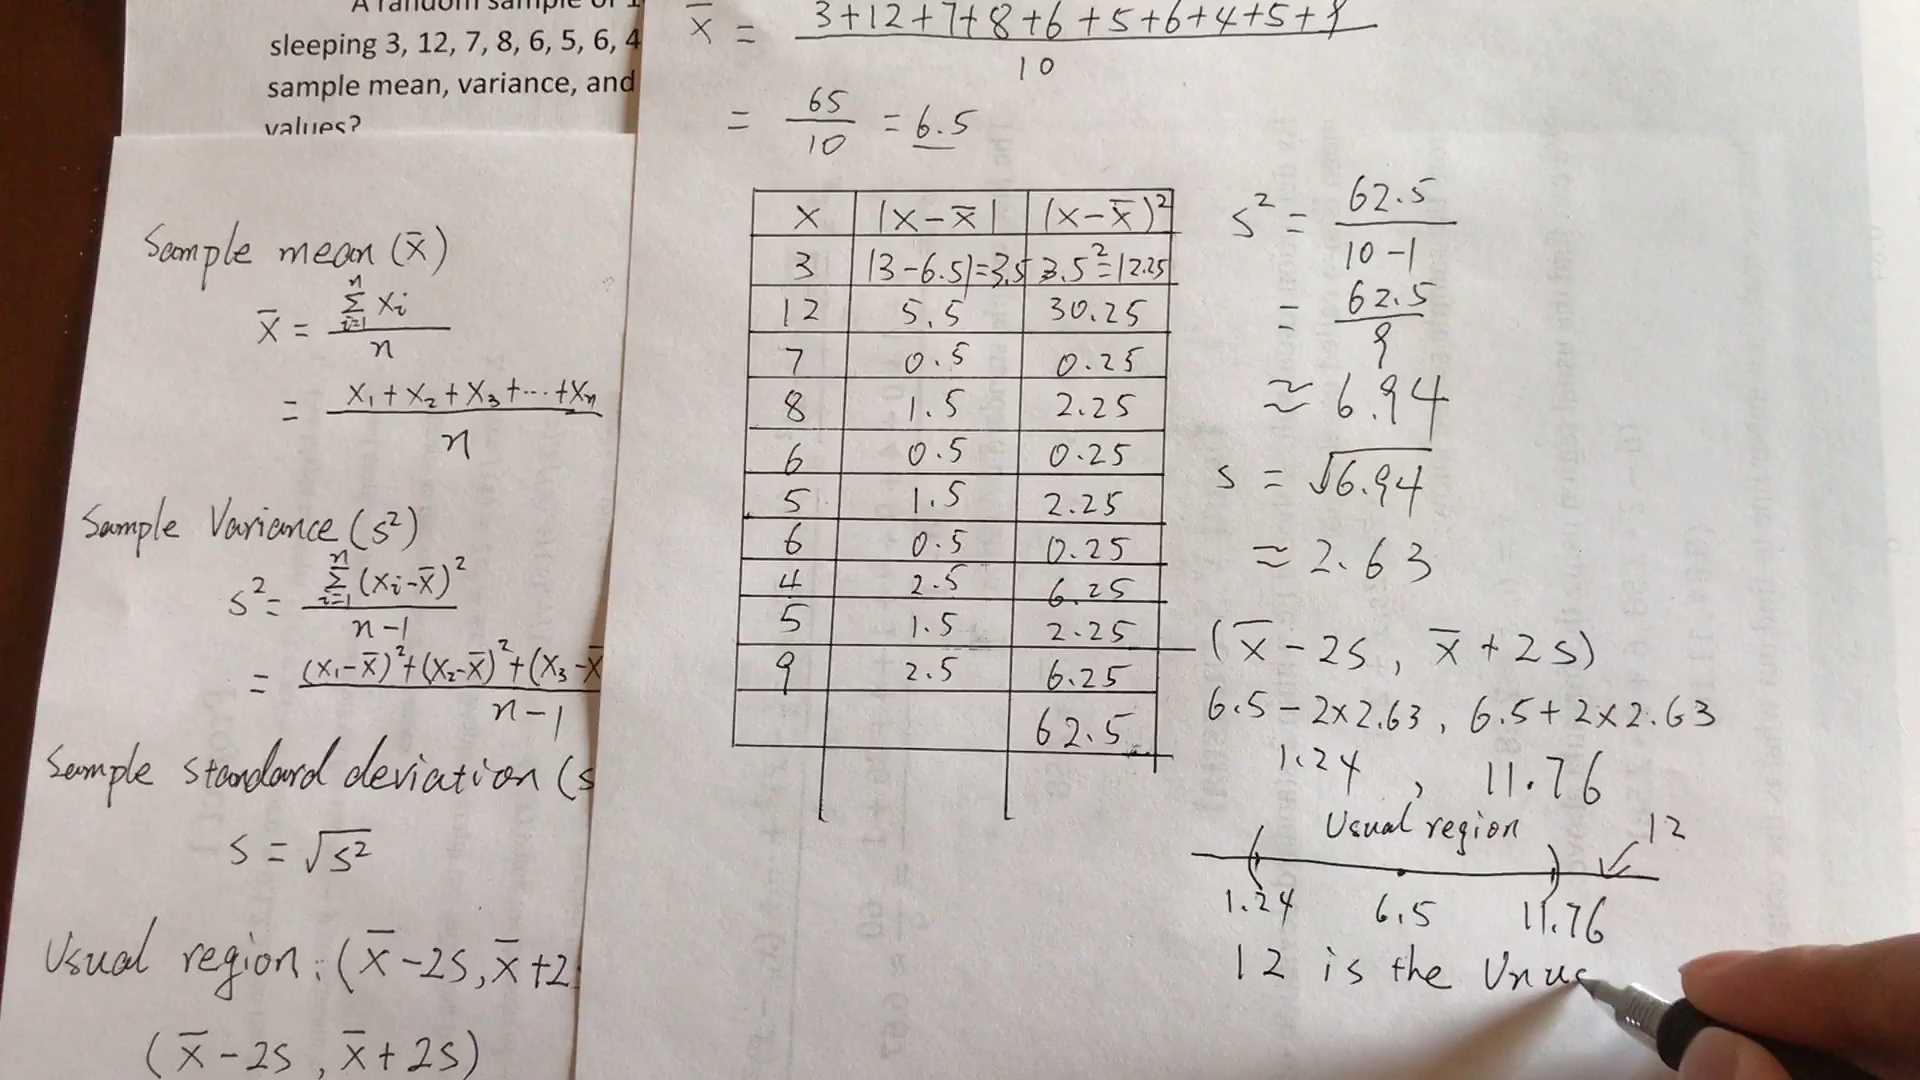 A random sample of 1
sleeping 3, 12, 7, 8, 6, 5, 6, 4
sample mean, variance, and
values?
Sample mean (x̄)
x̄ = n Σ i=1 xi / n
= x₁ + x₂ + x₃ + ... + xₙ / n
Sample Variance (s²)
s² = n Σ i=1 (xi - x̄)² / n-1
= (x₁-x̄)² + (x₂-x̄)² + (x₃-x̄ / n-1
Sample standard deviation (s
s = √s²
Usual region: (x̄-2s, x̄+2
(x̄-2s, x̄+2s)
x̄ = 3+12+7+8+6+5+6+4+5+9 / 10
= 65 / 10 = 6.5
x |x-x̄| (x-x̄)²
3 |3-6.5|=3.5 3.5²=12.25
12 5.5 30.25
7 0.5 0.25
8 1.5 2.25
6 0.5 0.25
5 1.5 2.25
6 0.5 0.25
4 2.5 6.25
5 1.5 2.25
9 2.5 6.25
62.5
s² = 62.5 / 10-1
= 62.5 / 9
≈ 6.94
s = √6.94
≈ 2.63
(x̄-2s, x̄+2s)
6.5-2×2.63, 6.5+2×2.63
1.24, 11.76
Usual region 12
1.24 6.5 11.76
12 is the Unus